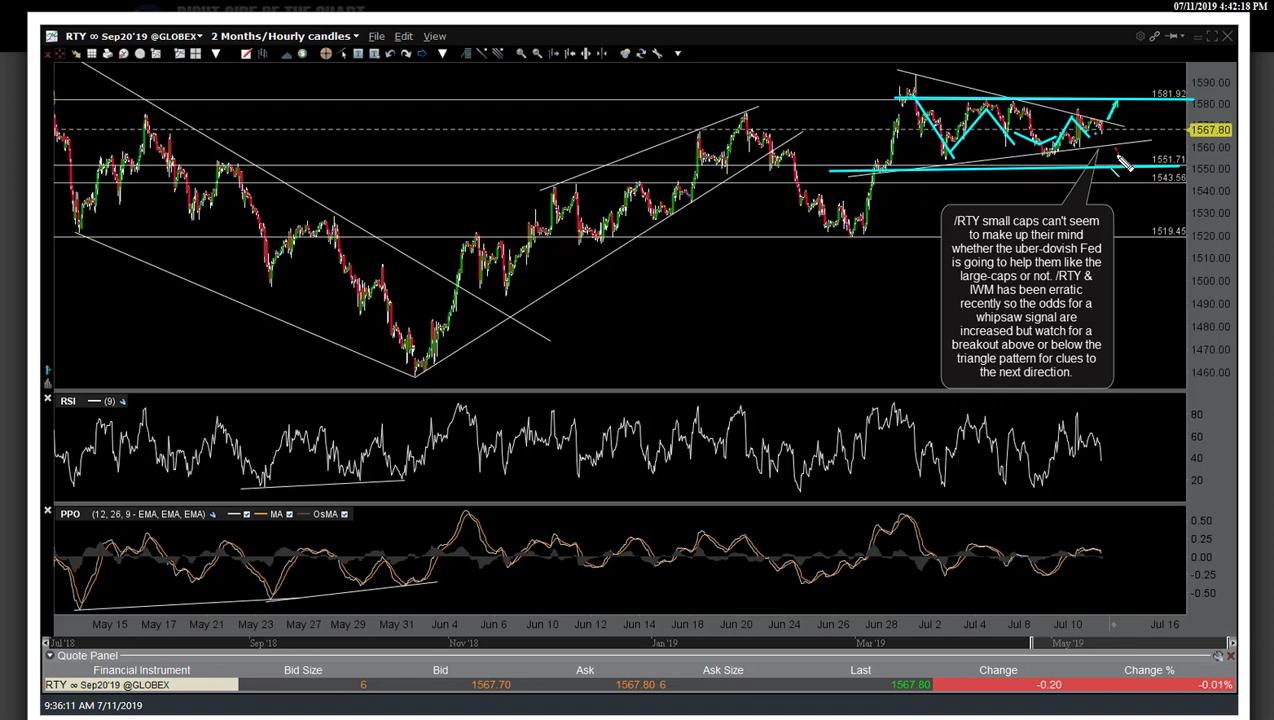 RIGHT SIDE OF THE CHART
07/11/2019 4:42:18 PM
RTY ∞ Sep20'19 @GLOBEX 2 Months/Hourly candles File Edit View
1590.00
1581.92
1580.00
1567.80
1560.00
1551.71
1550.00
1543.56
1540.00
1530.00
1519.45
1520.00
1510.00
1500.00
1490.00
1480.00
1470.00
1460.00
/RTY small caps can't seem
to make up their mind
whether the uber-dovish Fed
is going to help them like the
large-caps or not. /RTY &
IWM has been erratic
recently so the odds for a
whipsaw signal are
increased but watch for a
breakout above or below the
triangle pattern for clues to
the next direction.
RSI (9)
80
60
40
20
PPO (12, 26, 9 - EMA, EMA, EMA) MA OsMA
0.50
0.25
0.00
-0.25
-0.50
May 15 May 17 May 21 May 23 May 27 May 29 May 31 Jun 4 Jun 6 Jun 10 Jun 12 Jun 14 Jun 18 Jun 20 Jun 24 Jun 26 Jun 28 Jul 2 Jul 4 Jul 8 Jul 10 Jul 16
Jul '18 Sep '18 Nov '18 Jan '19 Mar '19 May '19
Quote Panel
Financial Instrument Bid Size Bid Ask Ask Size Last Change Change %
RTY ∞ Sep20'19 @GLOBEX 6 1567.70 1567.80 6 1567.80 -0.20 -0.01%
9:36:11 AM 7/11/2019